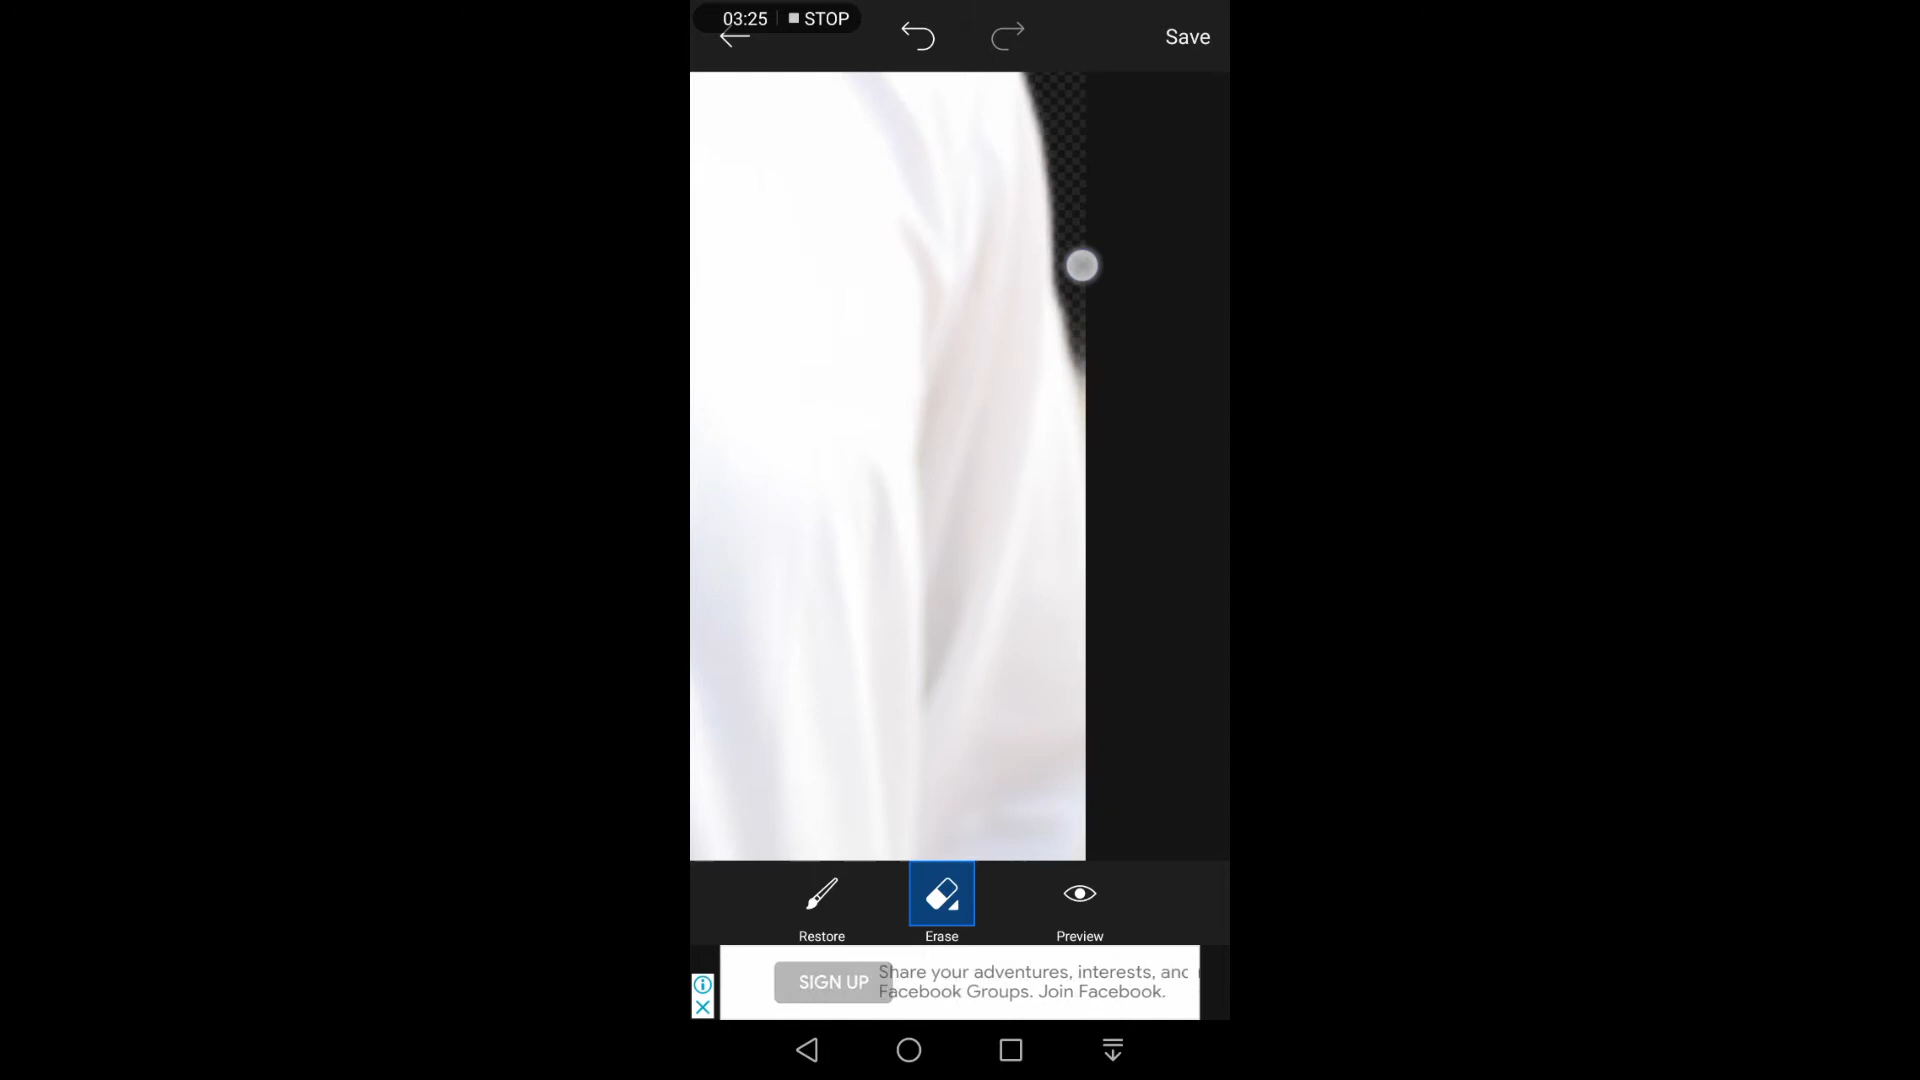 03:25 STOP
Save
Restore
Erase
Preview
SIGN UP
Share your adventures, interests, and
Facebook Groups. Join Facebook.